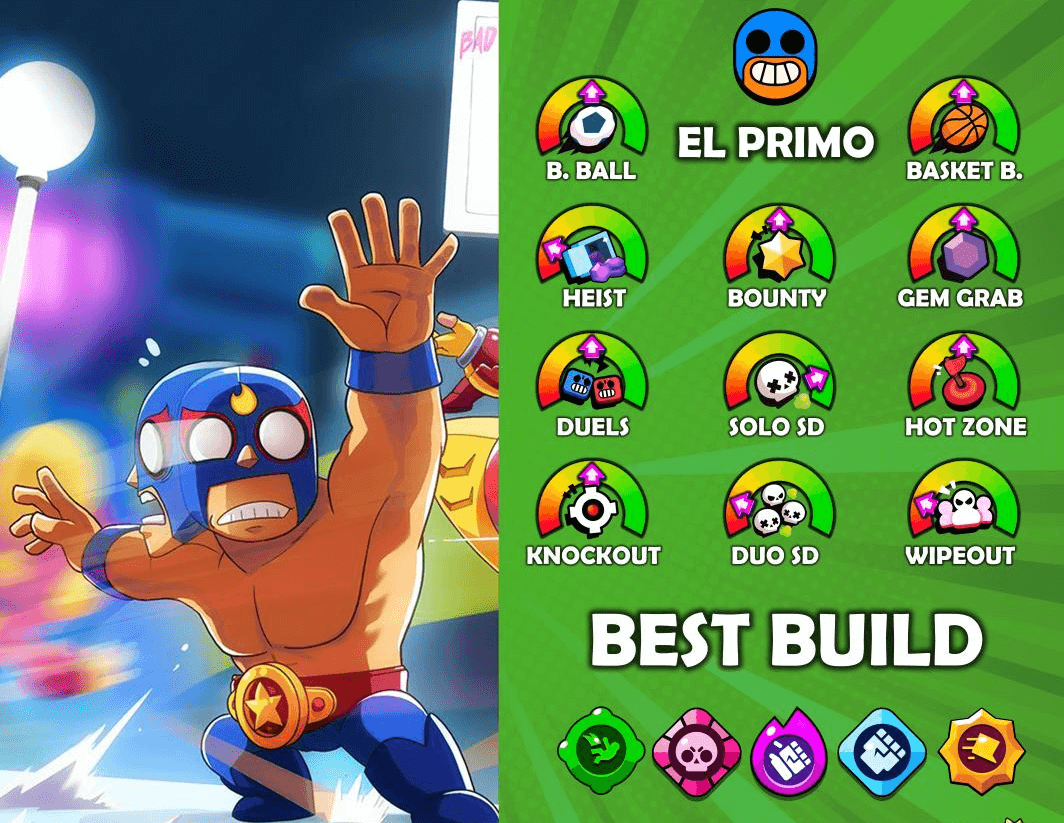 BAD
EL PRIMO
B. BALL
BASKET B.
HEIST
BOUNTY
GEM GRAB
DUELS
SOLO SD
HOT ZONE
KNOCKOUT
DUO SD
WIPEOUT
BEST BUILD